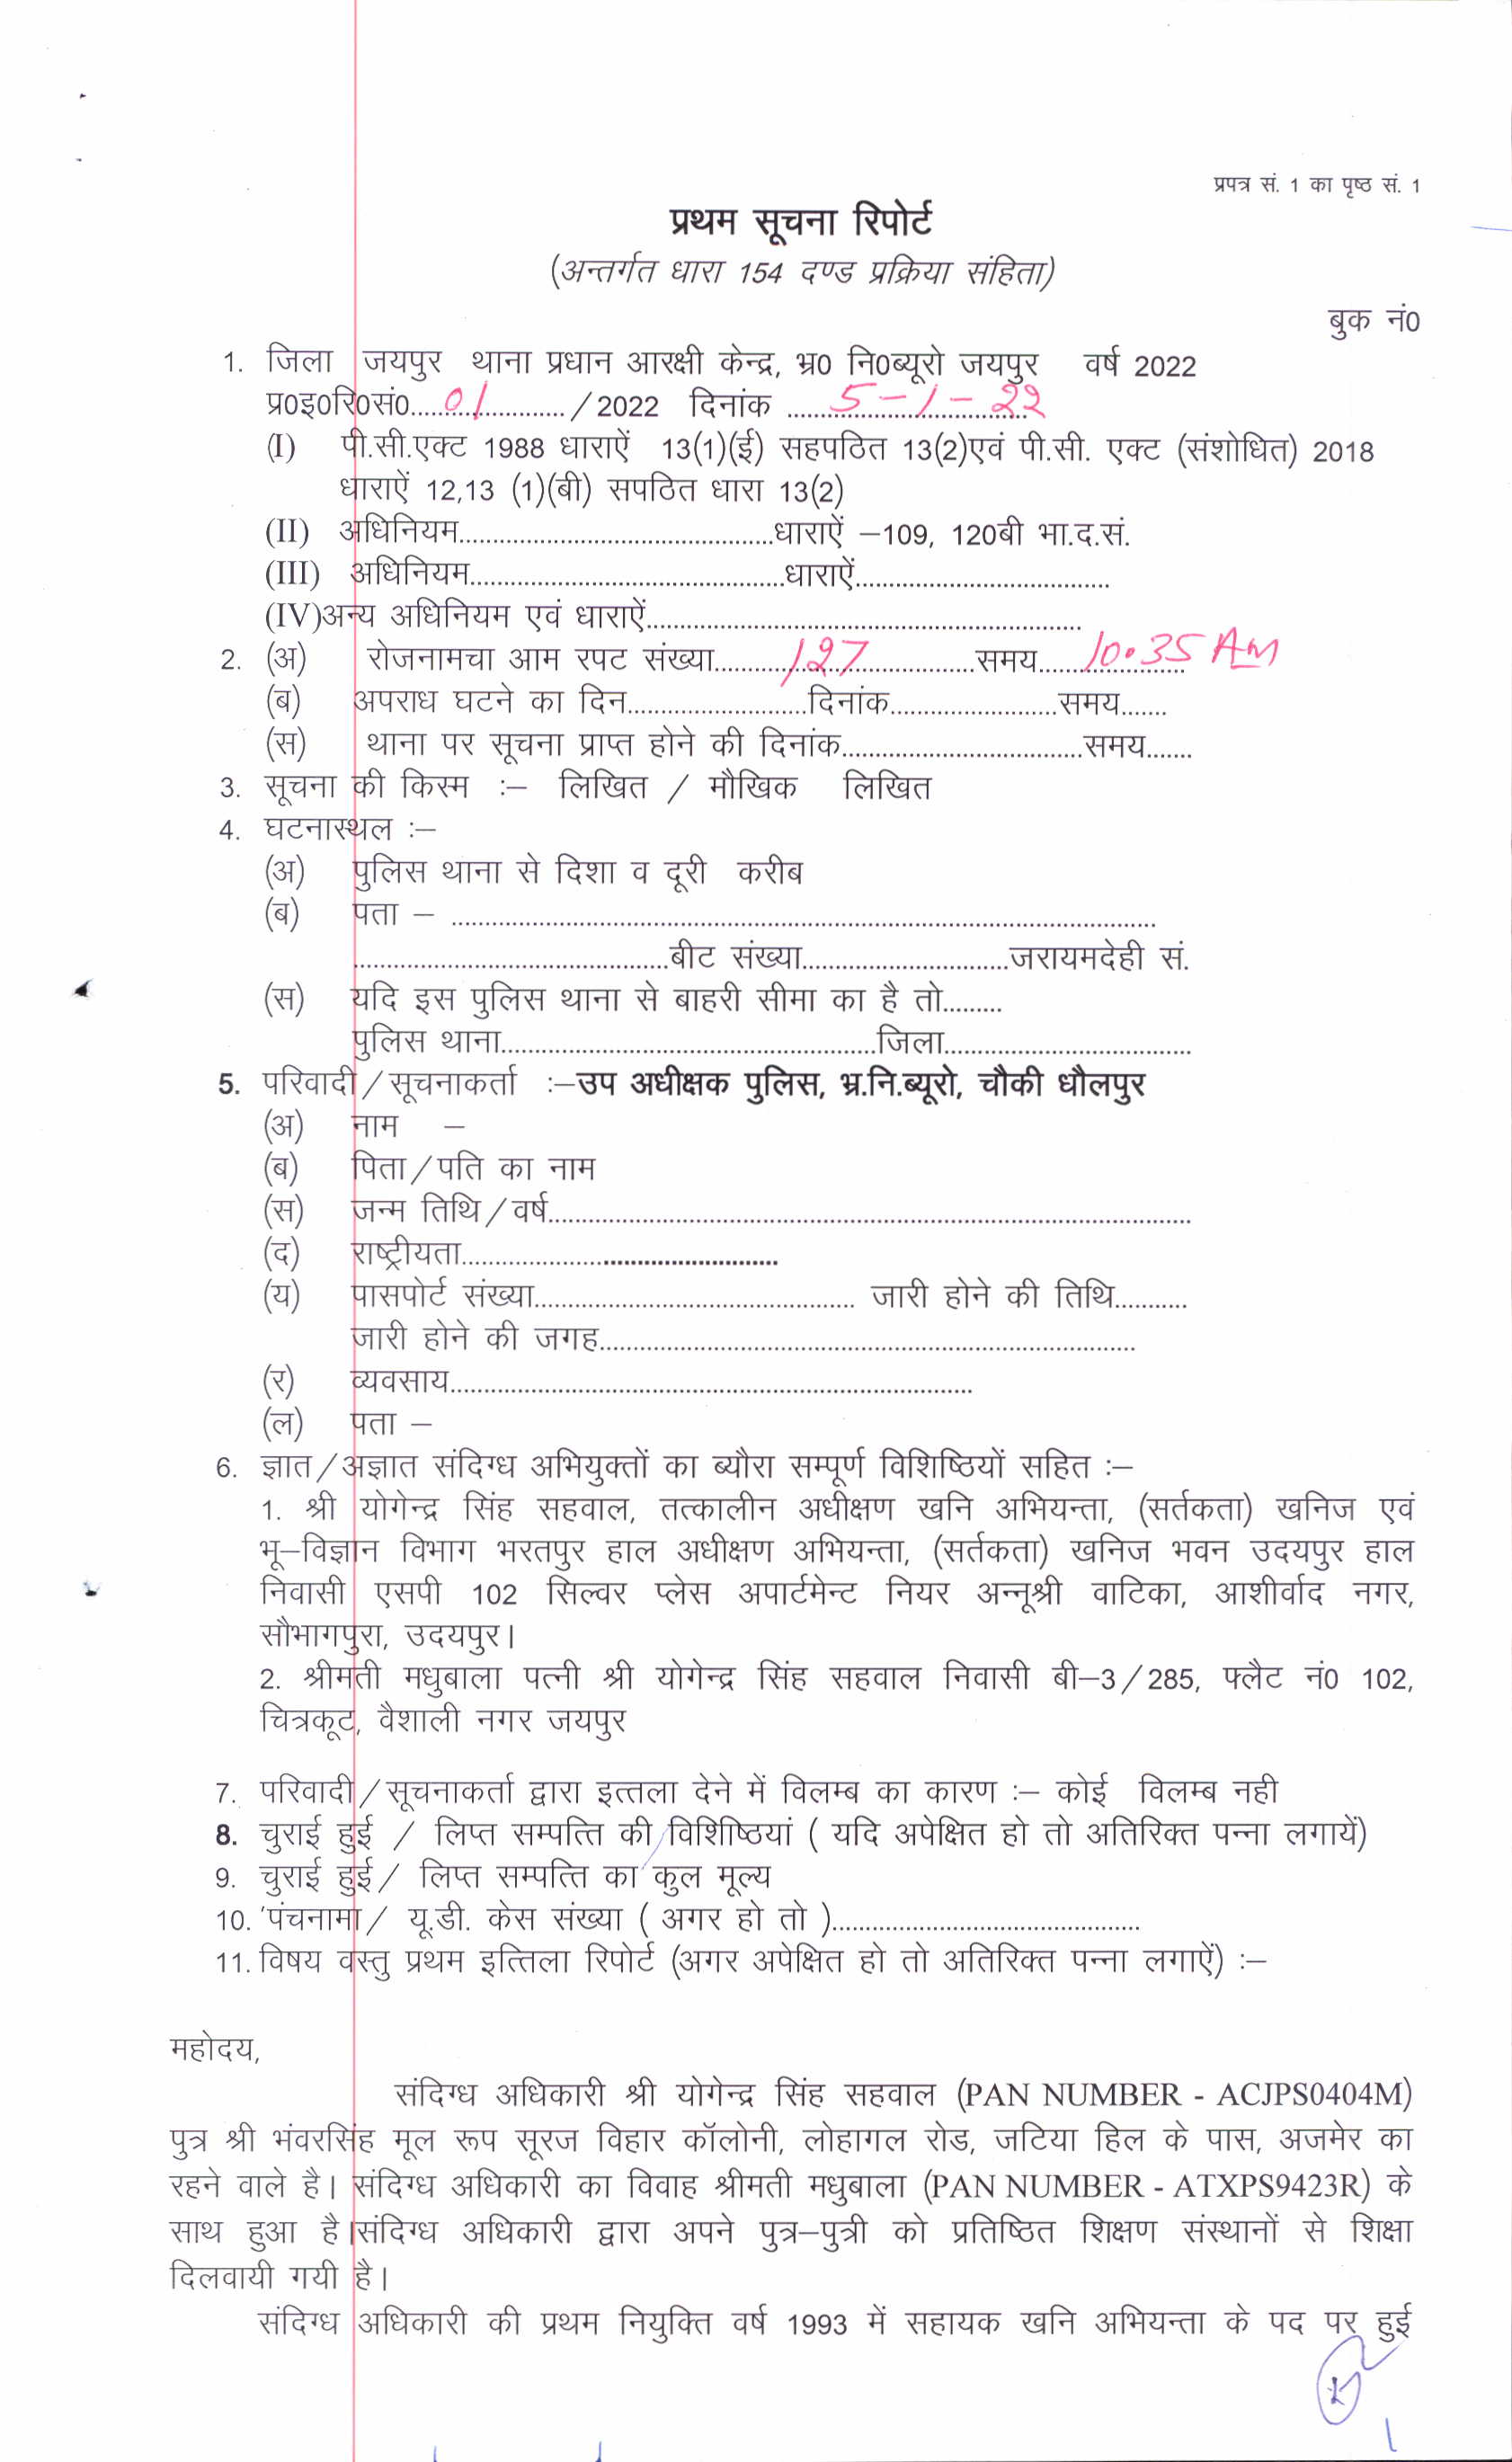 प्रपत्र सं. 1 का पृष्ठ सं. 1
प्रथम सूचना रिपोर्ट
(अन्तर्गत धारा 154 दण्ड प्रक्रिया संहिता)
बुक नं0
1. जिला जयपुर थाना प्रधान आरक्षी केन्द्र, भ्र0 नि0ब्यूरो जयपुर वर्ष 2022
प्र0इ0रि0सं0.....01......./2022 दिनांक .....5-1-22
(I) पी.सी.एक्ट 1988 धाराऐं 13(1)(ई) सहपठित 13(2)एवं पी.सी. एक्ट (संशोधित) 2018
धाराऐं 12,13 (1)(बी) सपठित धारा 13(2)
(II) अधिनियम..............................................धाराऐं –109, 120बी भा.द.सं.
(III) अधिनियम..............................................धाराऐं.....................................
(IV)अन्य अधिनियम एवं धाराऐं................................................................
2. (अ) रोजनामचा आम रपट संख्या..........127...............समय......10.35 AM
(ब) अपराध घटने का दिन..........................दिनांक........................समय.......
(स) थाना पर सूचना प्राप्त होने की दिनांक...................................समय.......
3. सूचना की किस्म :– लिखित / मौखिक लिखित
4. घटनास्थल :–
(अ) पुलिस थाना से दिशा व दूरी करीब
(ब) पता – ........................................................................................................
..............................................बीट संख्या..............................जरायमदेही सं.
(स) यदि इस पुलिस थाना से बाहरी सीमा का है तो.........
पुलिस थाना.......................................................जिला....................................
5. परिवादी/सूचनाकर्ता :–उप अधीक्षक पुलिस, भ्र.नि.ब्यूरो, चौकी धौलपुर
(अ) नाम –
(ब) पिता/पति का नाम
(स) जन्म तिथि/वर्ष...............................................................................................
(द) राष्ट्रीयता...............................................
(य) पासपोर्ट संख्या............................................... जारी होने की तिथि...........
जारी होने की जगह...............................................................................
(र) व्यवसाय.............................................................................
(ल) पता –
6. ज्ञात/अज्ञात संदिग्ध अभियुक्तों का ब्यौरा सम्पूर्ण विशिष्ठियों सहित :–
1. श्री योगेन्द्र सिंह सहवाल, तत्कालीन अधीक्षण खनि अभियन्ता, (सर्तकता) खनिज एवं
भू–विज्ञान विभाग भरतपुर हाल अधीक्षण अभियन्ता, (सर्तकता) खनिज भवन उदयपुर हाल
निवासी एसपी 102 सिल्वर प्लेस अपार्टमेन्ट नियर अन्नूश्री वाटिका, आशीर्वाद नगर,
सौभागपुरा, उदयपुर।
2. श्रीमती मधुबाला पत्नी श्री योगेन्द्र सिंह सहवाल निवासी बी–3/285, फ्लैट नं0 102,
चित्रकूट, वैशाली नगर जयपुर
7. परिवादी/सूचनाकर्ता द्वारा इत्तला देने में विलम्ब का कारण :– कोई विलम्ब नही
8. चुराई हुई / लिप्त सम्पत्ति की विशिष्ठियां ( यदि अपेक्षित हो तो अतिरिक्त पन्ना लगायें)
9. चुराई हुई/ लिप्त सम्पत्ति का कुल मूल्य
10. पंचनामा/ यू.डी. केस संख्या ( अगर हो तो ).............................................
11. विषय वस्तु प्रथम इत्तिला रिपोर्ट (अगर अपेक्षित हो तो अतिरिक्त पन्ना लगाऐं) :–
महोदय,
संदिग्ध अधिकारी श्री योगेन्द्र सिंह सहवाल (PAN NUMBER - ACJPS0404M)
पुत्र श्री भंवरसिंह मूल रूप सूरज विहार कॉलोनी, लोहागल रोड, जटिया हिल के पास, अजमेर का
रहने वाले है। संदिग्ध अधिकारी का विवाह श्रीमती मधुबाला (PAN NUMBER - ATXPS9423R) के
साथ हुआ है।संदिग्ध अधिकारी द्वारा अपने पुत्र–पुत्री को प्रतिष्ठित शिक्षण संस्थानों से शिक्षा
दिलवायी गयी है।
संदिग्ध अधिकारी की प्रथम नियुक्ति वर्ष 1993 में सहायक खनि अभियन्ता के पद पर हुई